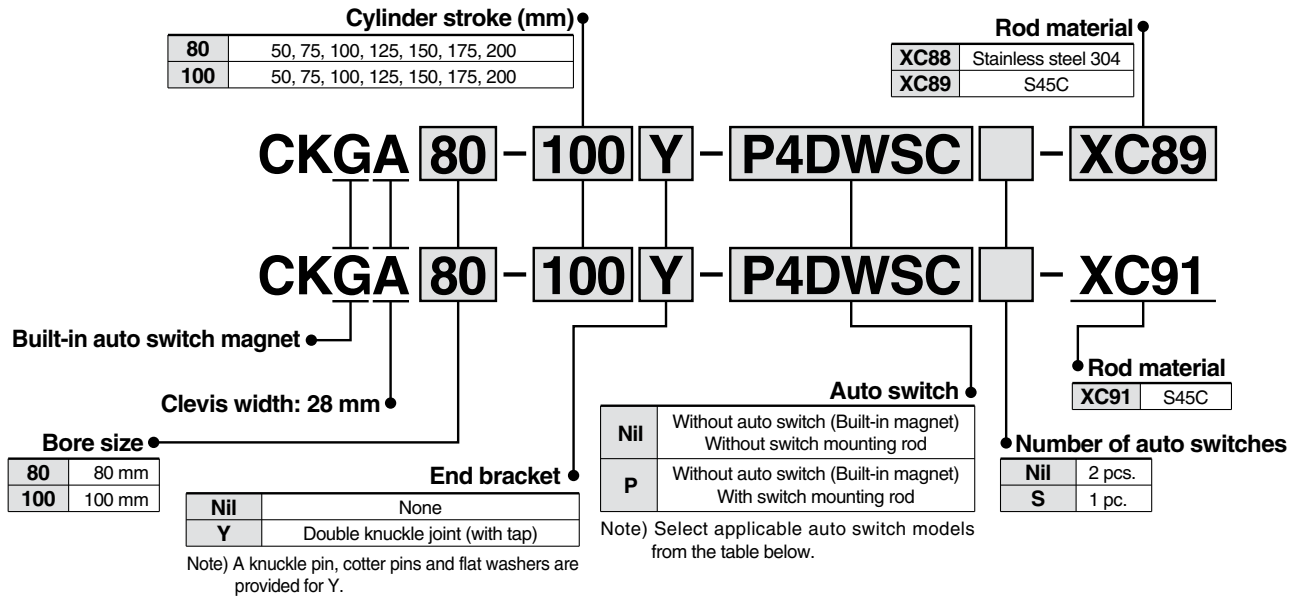 Cylinder stroke (mm)
80 50, 75, 100, 125, 150, 175, 200
100 50, 75, 100, 125, 150, 175, 200
Rod material
XC88 Stainless steel 304
XC89 S45C
CKGA 80 - 100 Y - P4DWSC - XC89
CKGA 80 - 100 Y - P4DWSC - XC91
Built-in auto switch magnet
Clevis width: 28 mm
Bore size
80 80 mm
100 100 mm
End bracket
Nil None
Y Double knuckle joint (with tap)
Note) A knuckle pin, cotter pins and flat washers are
provided for Y.
Auto switch
Nil Without auto switch (Built-in magnet)
Without switch mounting rod
P Without auto switch (Built-in magnet)
With switch mounting rod
Note) Select applicable auto switch models
from the table below.
Rod material
XC91 S45C
Number of auto switches
Nil 2 pcs.
S 1 pc.